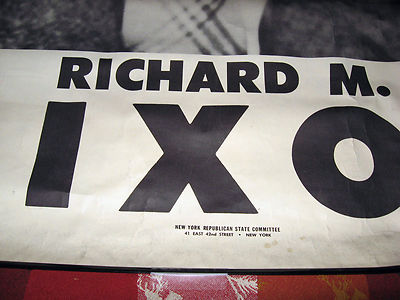 RICHARD M.
IXO
NEW YORK REPUBLICAN STATE COMMITTEE
41 EAST 42nd STREET • NEW YORK